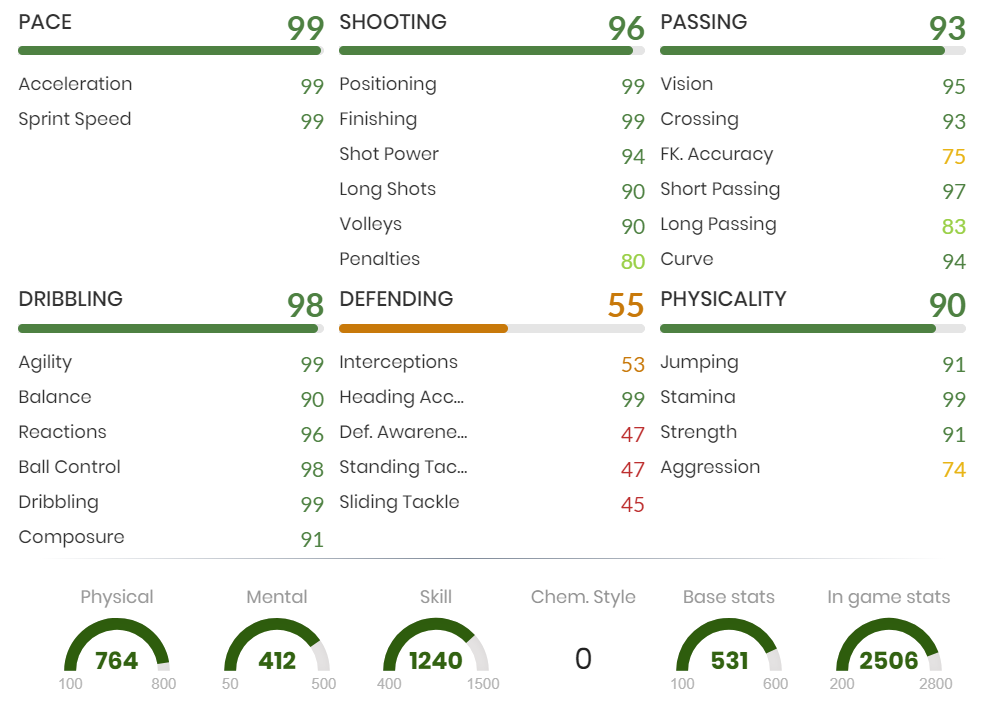 PACE 99
Acceleration 99
Sprint Speed 99
SHOOTING 96
Positioning 99
Finishing 99
Shot Power 94
Long Shots 90
Volleys 90
Penalties 80
PASSING 93
Vision 95
Crossing 93
FK. Accuracy 75
Short Passing 97
Long Passing 83
Curve 94
DRIBBLING 98
Agility 99
Balance 90
Reactions 96
Ball Control 98
Dribbling 99
Composure 91
DEFENDING 55
Interceptions 53
Heading Acc... 99
Def. Awarene... 47
Standing Tac... 47
Sliding Tackle 45
PHYSICALITY 90
Jumping 91
Stamina 99
Strength 91
Aggression 74
Physical
764
100 800
Mental
412
50 500
Skill
1240
400 1500
Chem. Style
0
Base stats
531
100 600
In game stats
2506
200 2800